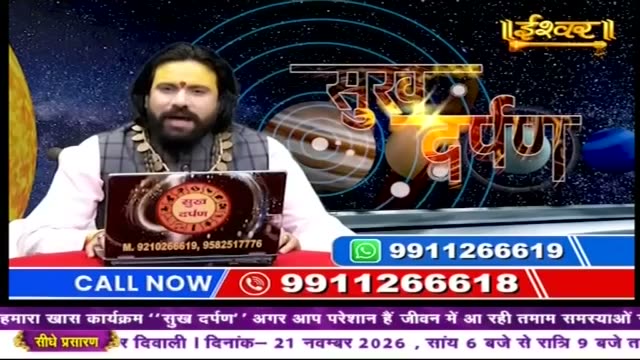 ॥ईश्वर॥
सुख
दर्पण
सुख
दर्पण
M. 9210266619, 9582517776
9911266619
CALL NOW 9911266618
हमारा खास कार्यक्रम ‘‘सुख दर्पण’’ अगर आप परेशान हैं जीवन में आ रही तमाम समस्याओं
सीधे प्रसारण
र दिवाली । दिनांक– 21 नवम्बर 2026 , सांय 6 बजे से रात्रि 9 बजे त